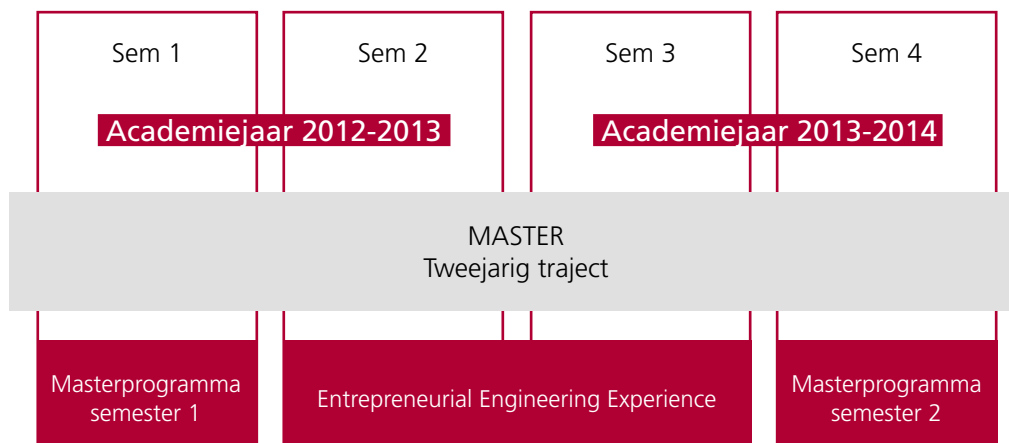 Sem 1
Sem 2
Sem 3
Sem 4
Academiejaar 2012-2013
Academiejaar 2013-2014
MASTER
Tweejarig traject
Masterprogramma
semester 1
Entrepreneurial Engineering Experience
Masterprogramma
semester 2